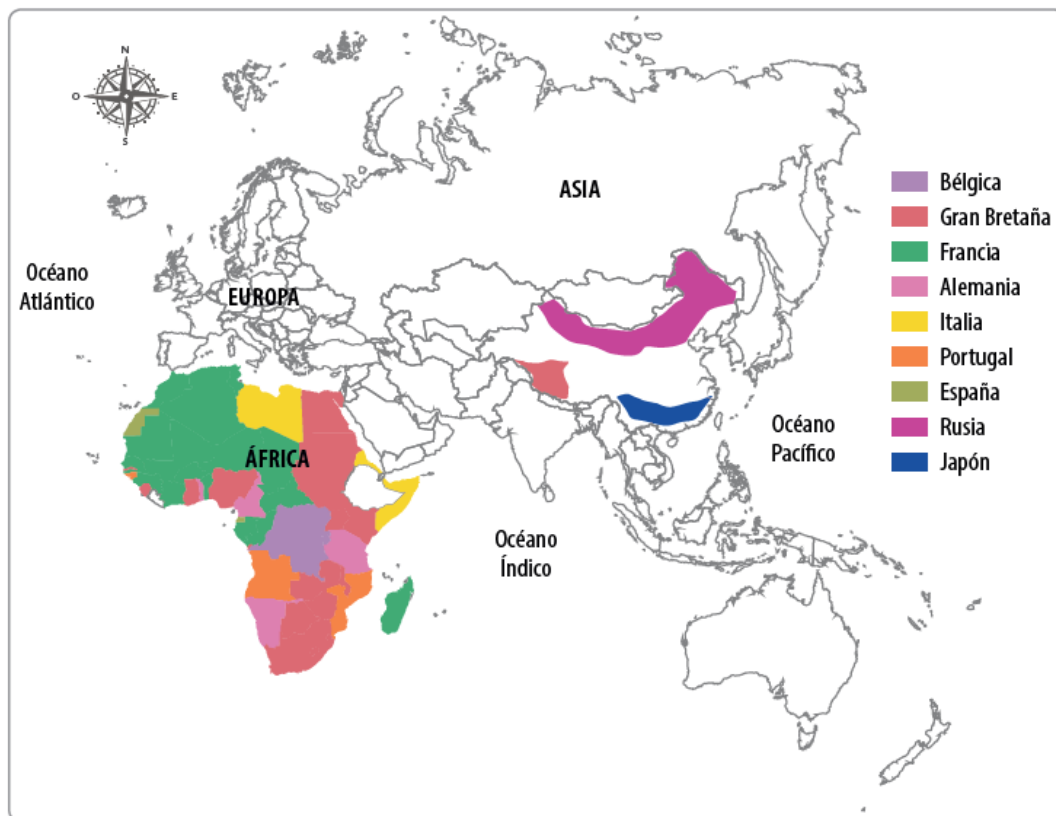 N
O
E
S
ASIA
Océano
Atlántico
EUROPA
ÁFRICA
Océano
Índico
Océano
Pacífico
Bélgica
Gran Bretaña
Francia
Alemania
Italia
Portugal
España
Rusia
Japón